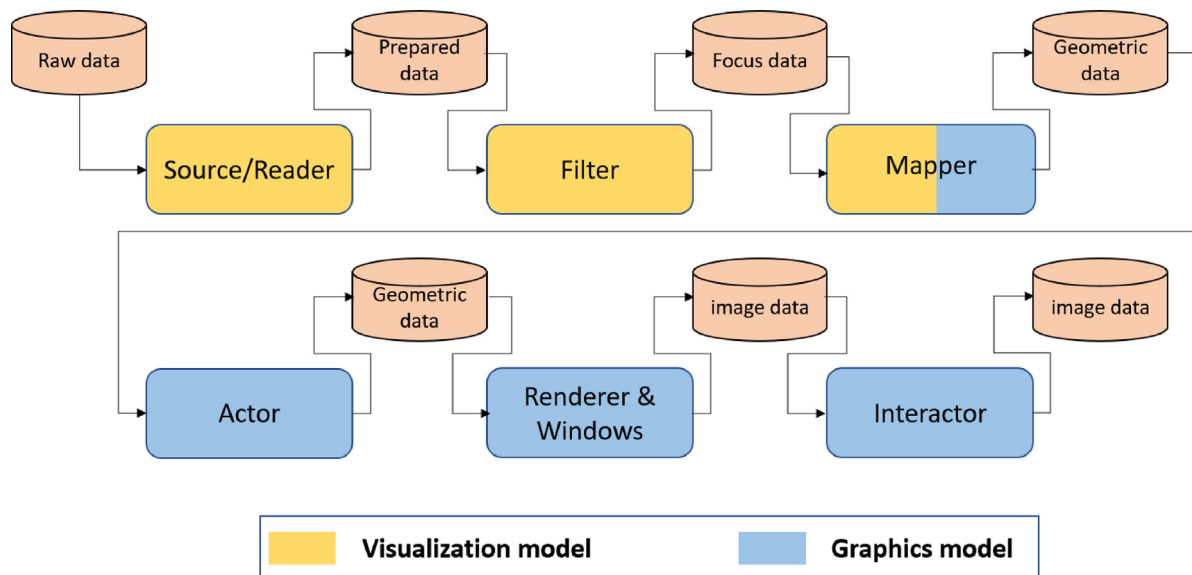 Raw data
Prepared
data
Focus data
Geometric
data
Source/Reader
Filter
Mapper
Geometric
data
image data
image data
Actor
Renderer &
Windows
Interactor
Visualization model
Graphics model